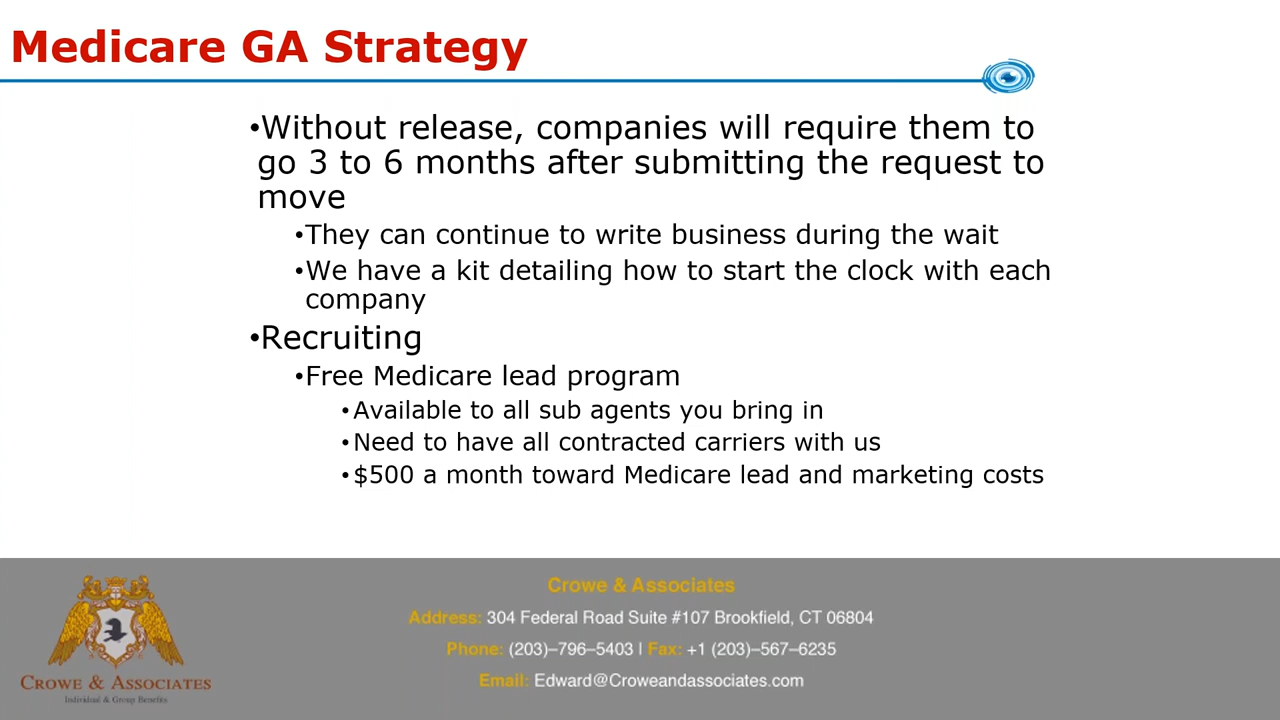 Medicare GA Strategy
•Without release, companies will require them to
go 3 to 6 months after submitting the request to
move
•They can continue to write business during the wait
•We have a kit detailing how to start the clock with each
company
•Recruiting
•Free Medicare lead program
•Available to all sub agents you bring in
•Need to have all contracted carriers with us
•$500 a month toward Medicare lead and marketing costs
Crowe & Associates
Address: 304 Federal Road Suite #107 Brookfield, CT 06804
Phone: (203)–796–5403 | Fax: +1 (203)–567–6235
Email: Edward@Croweandassociates.com
Crowe & Associates
Individual & Group Benefits